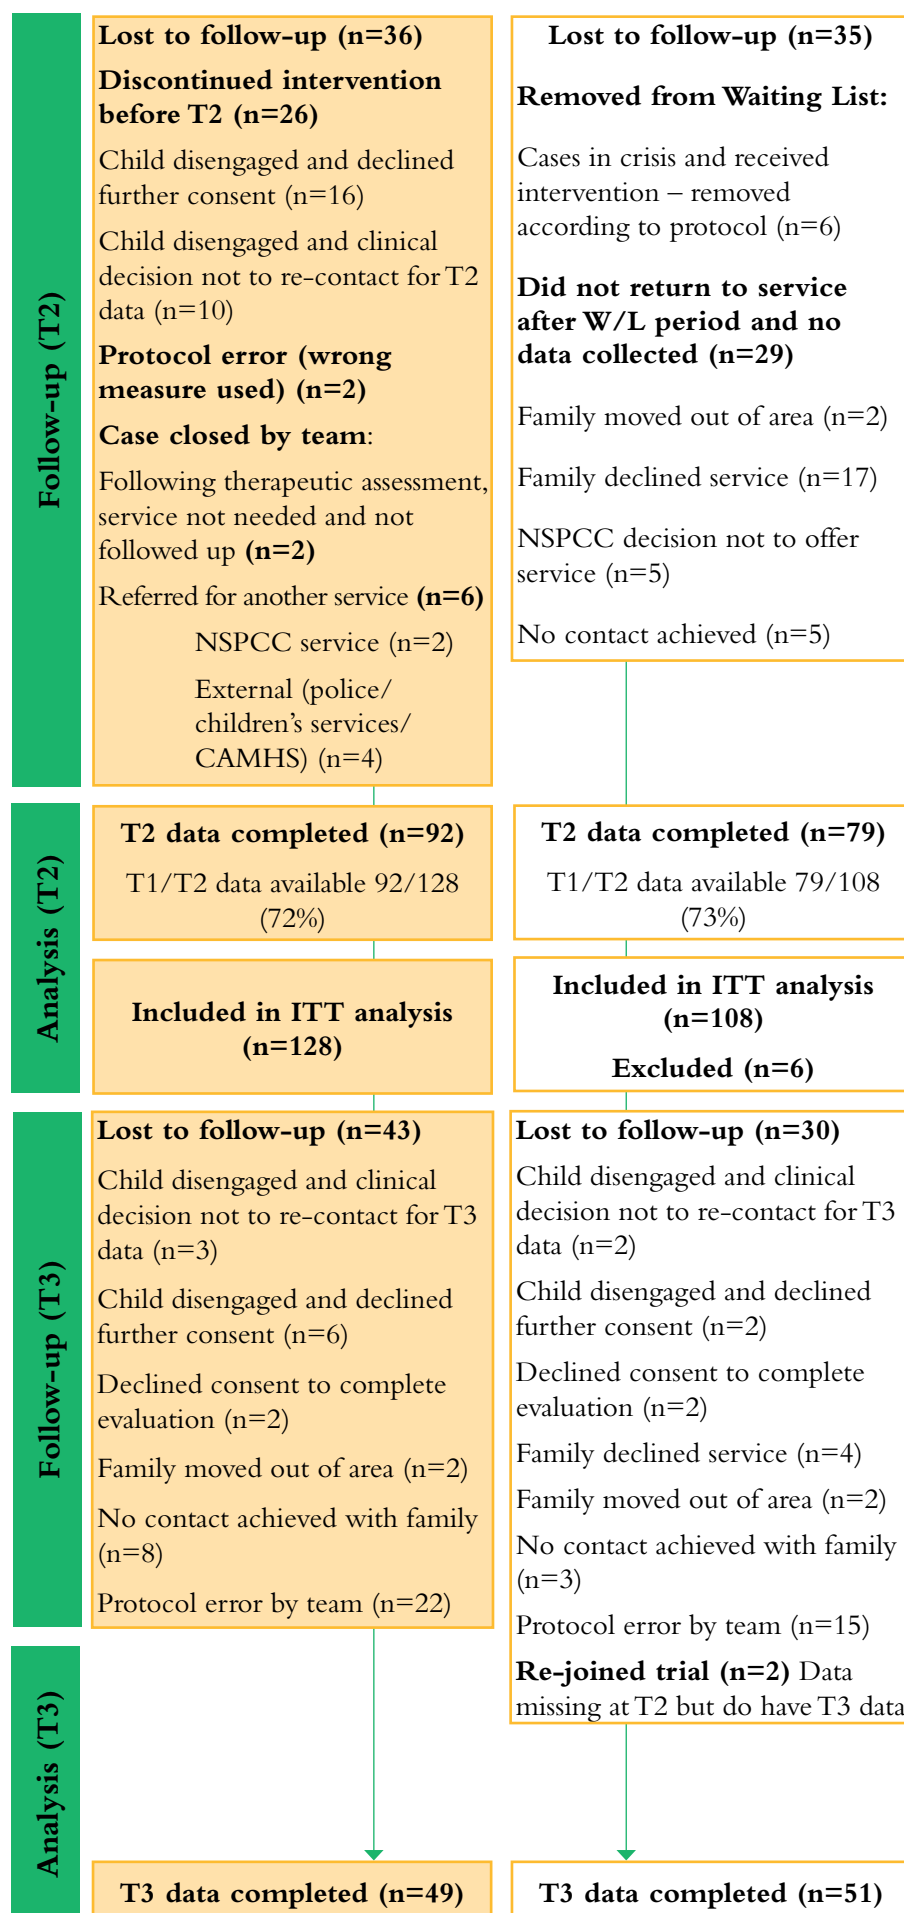 Follow-up (T2)
Lost to follow-up (n=36)
Discontinued intervention
before T2 (n=26)
Child disengaged and declined
further consent (n=16)
Child disengaged and clinical
decision not to re-contact for T2
data (n=10)
Protocol error (wrong
measure used) (n=2)
Case closed by team:
Following therapeutic assessment,
service not needed and not
followed up (n=2)
Referred for another service (n=6)
NSPCC service (n=2)
External (police/
children’s services/
CAMHS) (n=4)
Lost to follow-up (n=35)
Removed from Waiting List:
Cases in crisis and received
intervention – removed
according to protocol (n=6)
Did not return to service
after W/L period and no
data collected (n=29)
Family moved out of area (n=2)
Family declined service (n=17)
NSPCC decision not to offer
service (n=5)
No contact achieved (n=5)
Analysis (T2)
T2 data completed (n=92)
T1/T2 data available 92/128
(72%)
T2 data completed (n=79)
T1/T2 data available 79/108
(73%)
Included in ITT analysis
(n=128)
Included in ITT analysis
(n=108)
Excluded (n=6)
Follow-up (T3)
Lost to follow-up (n=43)
Child disengaged and clinical
decision not to re-contact for T3
data (n=3)
Child disengaged and declined
further consent (n=6)
Declined consent to complete
evaluation (n=2)
Family moved out of area (n=2)
No contact achieved with family
(n=8)
Protocol error by team (n=22)
Lost to follow-up (n=30)
Child disengaged and clinical
decision not to re-contact for T3
data (n=2)
Child disengaged and declined
further consent (n=2)
Declined consent to complete
evaluation (n=2)
Family declined service (n=4)
Family moved out of area (n=2)
No contact achieved with family
(n=3)
Protocol error by team (n=15)
Re-joined trial (n=2) Data
missing at T2 but do have T3 data
Analysis (T3)
T3 data completed (n=49)
T3 data completed (n=51)